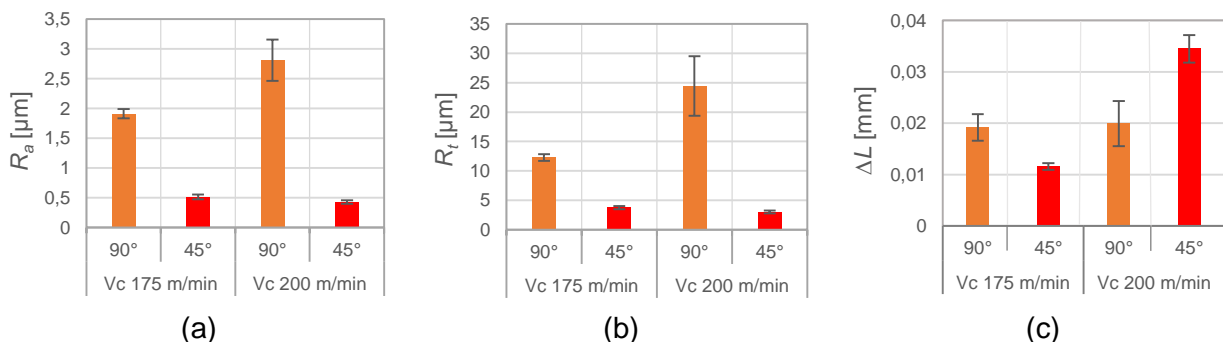 3,5
3
2,5
2
1,5
1
0,5
0
Ra [µm]
90° 45° 90° 45°
Vc 175 m/min Vc 200 m/min
(a)
35
30
25
20
15
10
5
0
Rt [µm]
90° 45° 90° 45°
Vc 175 m/min Vc 200 m/min
(b)
0,04
0,03
0,02
0,01
0
ΔL [mm]
90° 45° 90° 45°
Vc 175 m/min Vc 200 m/min
(c)